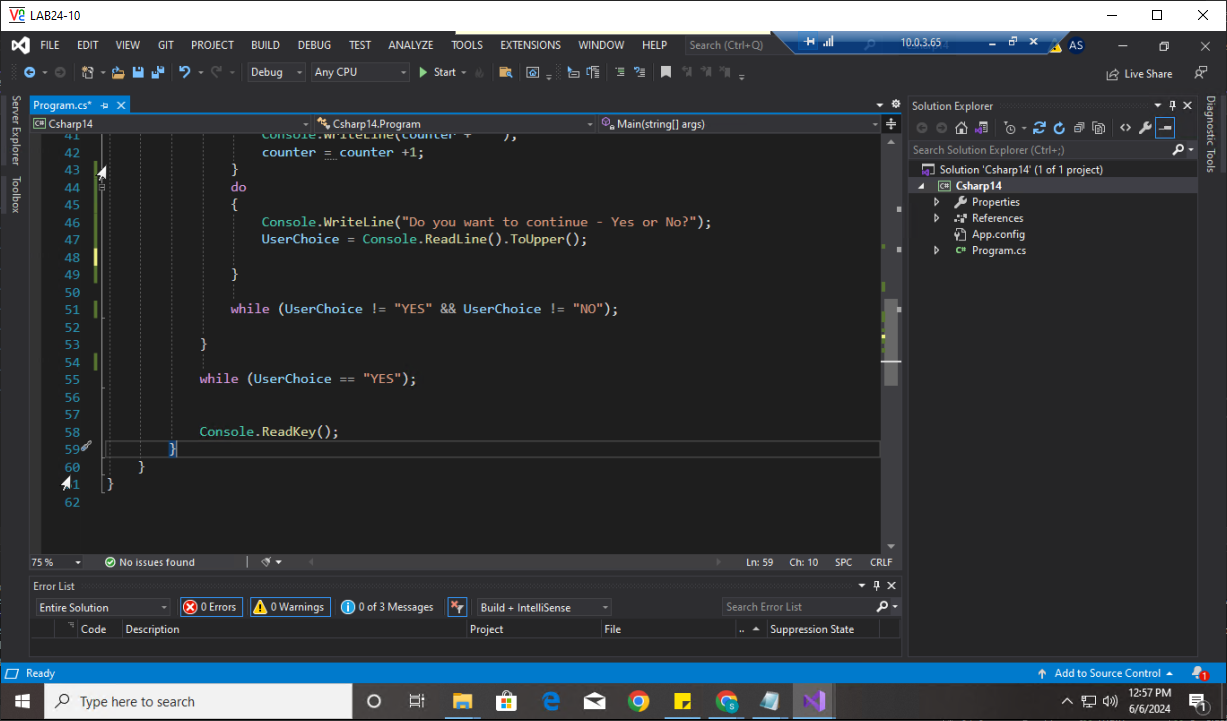 LAB24-10
FILE EDIT VIEW GIT PROJECT BUILD DEBUG TEST ANALYZE TOOLS EXTENSIONS WINDOW HELP Search (Ctrl+Q) 10.0.3.65 AS
Debug Any CPU Start Live Share
Server Explorer
Toolbox
Program.cs*
Csharp14 Csharp14.Program Main(string[] args)
41 Console.WriteLine(counter + " ");
42 counter = counter +1;
43 }
44 do
45 {
46 Console.WriteLine("Do you want to continue - Yes or No?");
47 UserChoice = Console.ReadLine().ToUpper();
48
49 }
50
51 while (UserChoice != "YES" && UserChoice != "NO");
52
53 }
54
55 while (UserChoice == "YES");
56
57
58 Console.ReadKey();
59 }
60 }
61 }
62
75 % No issues found Ln: 59 Ch: 10 SPC CRLF
Solution Explorer
Search Solution Explorer (Ctrl+;)
Solution 'Csharp14' (1 of 1 project)
Csharp14
Properties
References
App.config
C# Program.cs
Diagnostic Tools
Error List
Entire Solution 0 Errors 0 Warnings 0 of 3 Messages Build + IntelliSense Search Error List
Code Description Project File .. Suppression State
Ready Add to Source Control 1
Type here to search
12:57 PM
6/6/2024
1